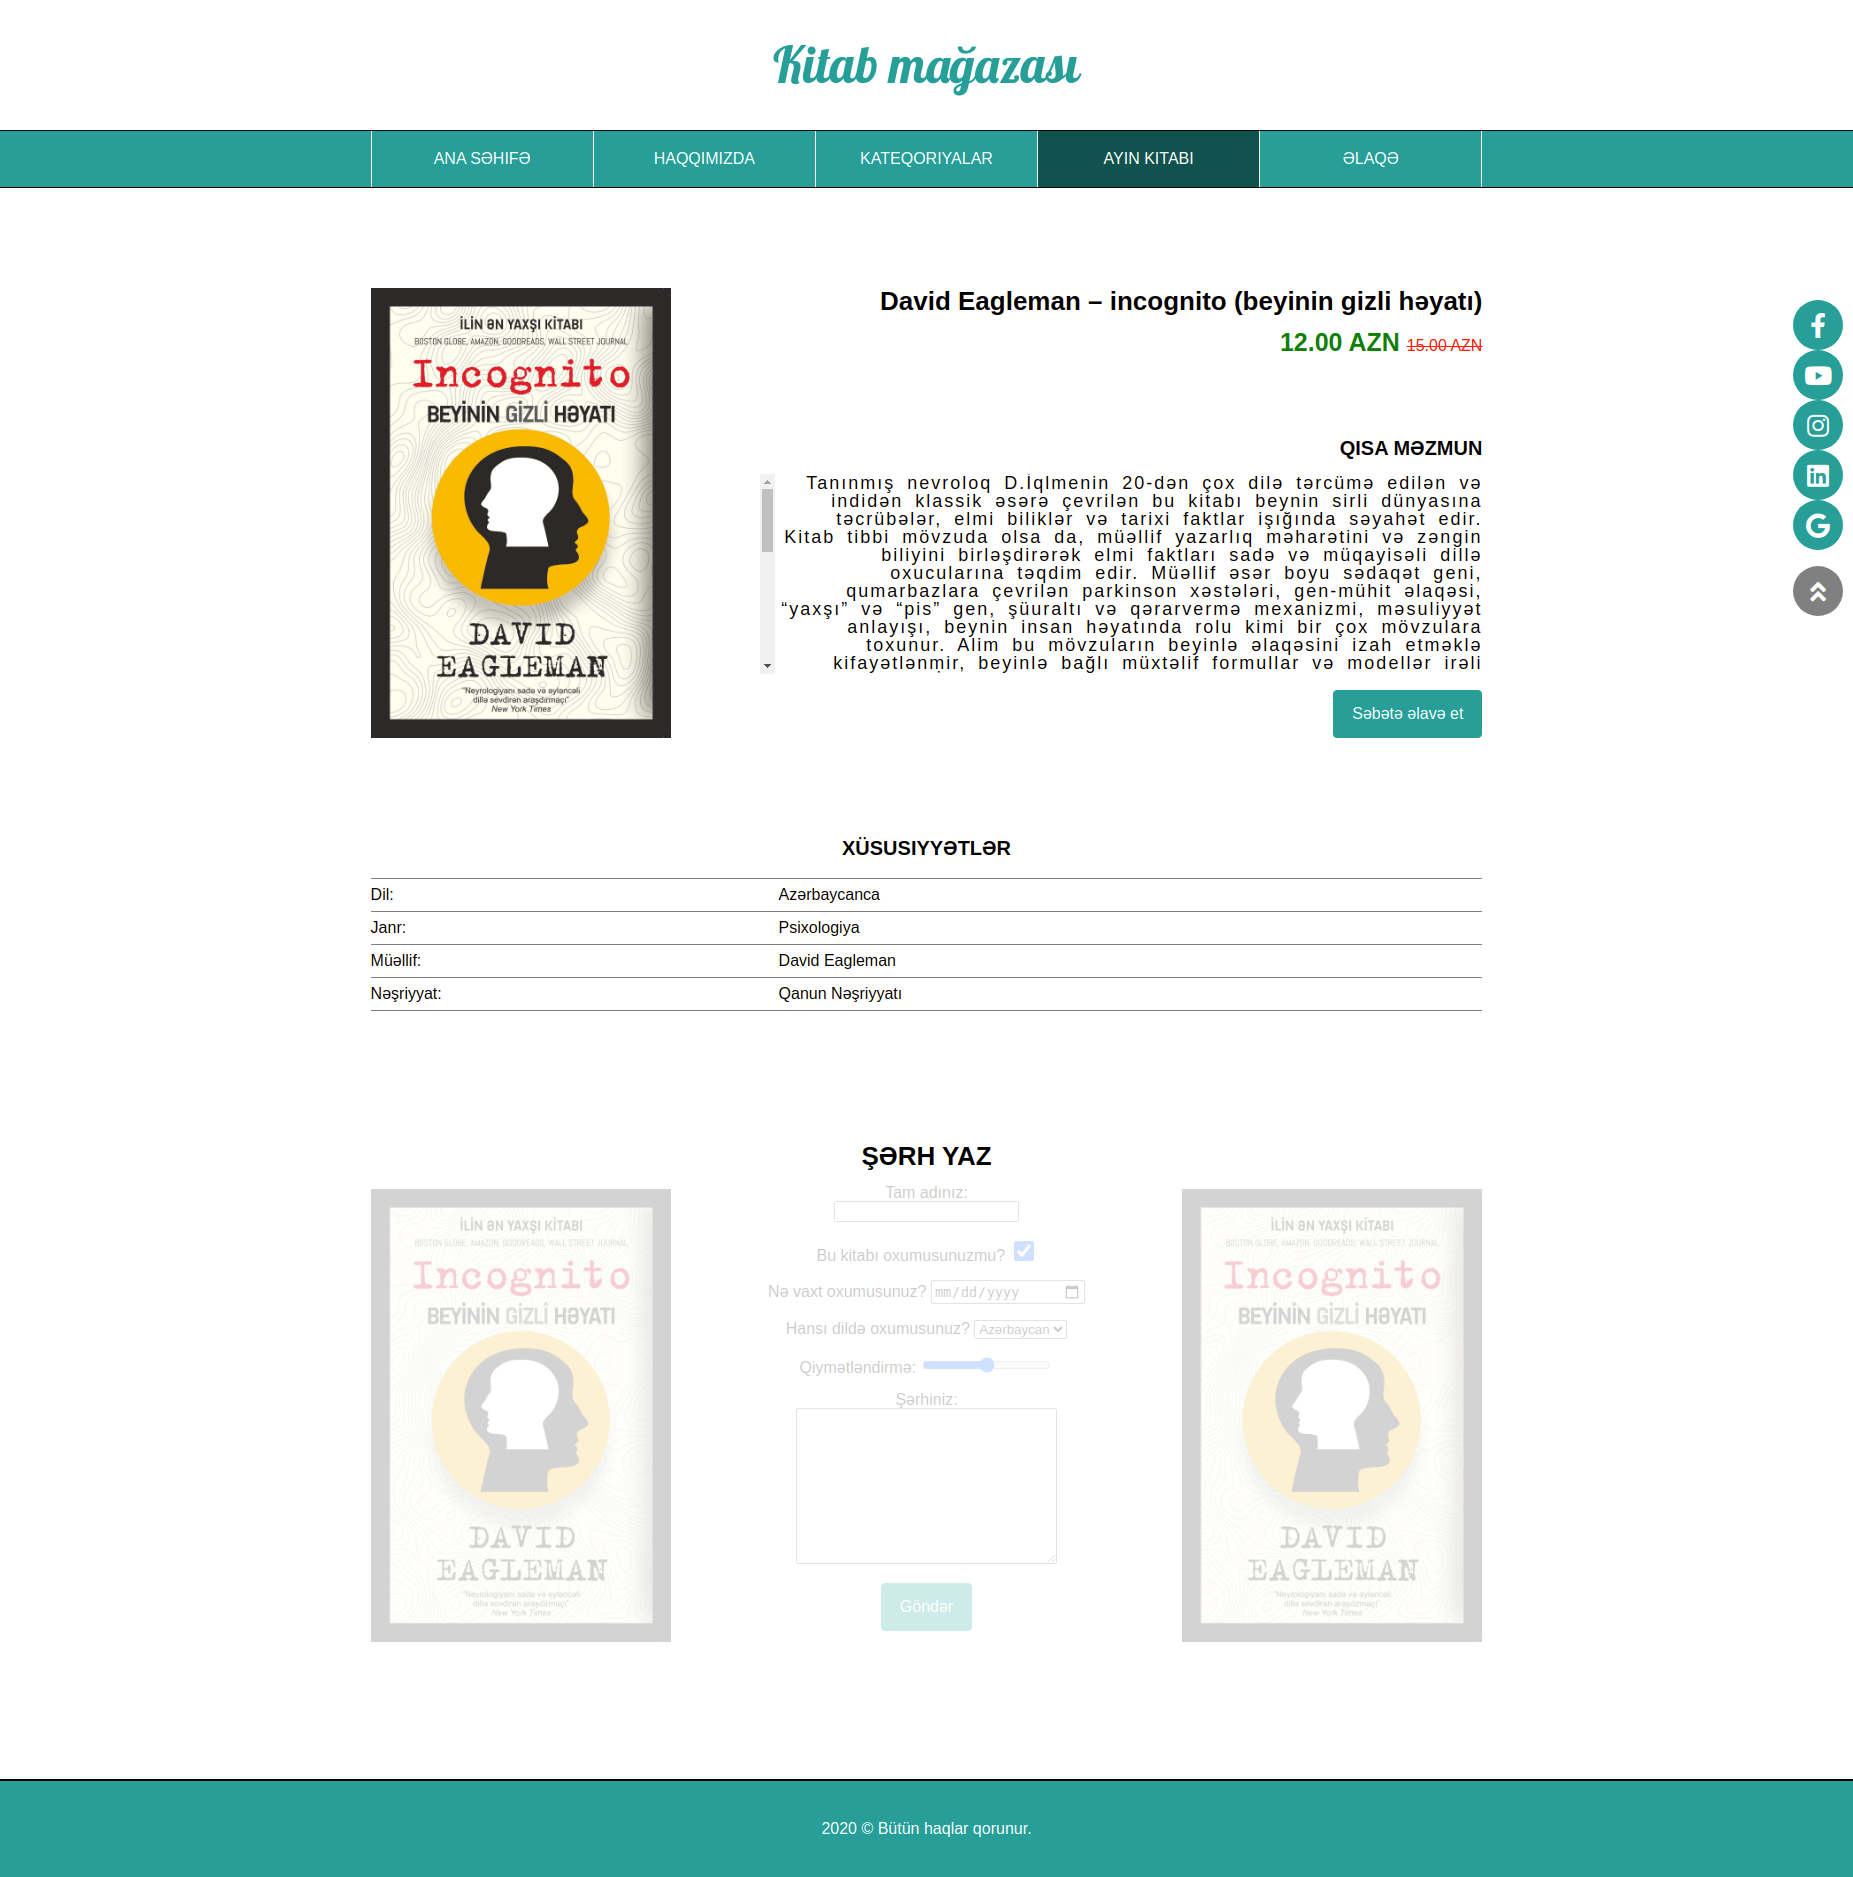 Kitab mağazası
ANA SƏHIFƏ
HAQQIMIZDA
KATEQORIYALAR
AYIN KITABI
ƏLAQƏ
İLİN ƏN YAXŞI KİTABI
BOSTON GLOBE, AMAZON, GOODREADS, WALL STREET JOURNAL
Incognito
BEYİNİN GİZLİ HƏYATI
DAVID
EAGLEMAN
"Neyrologiyanı sadə və əyləncəli
dillə sevdirən araşdırmaçı"
New York Times
David Eagleman – incognito (beyinin gizli həyatı)
12.00 AZN 15.00 AZN
QISA MƏZMUN
Tanınmış nevroloq D.İqlmenin 20-dən çox dilə tərcümə edilən və
indidən klassik əsərə çevrilən bu kitabı beynin sirli dünyasına
təcrübələr, elmi biliklər və tarixi faktlar işığında səyahət edir.
Kitab tibbi mövzuda olsa da, müəllif yazarlıq məharətini və zəngin
biliyini birləşdirərək elmi faktları sadə və müqayisəli dillə
oxucularına təqdim edir. Müəllif əsər boyu sədaqət geni,
qumarbazlara çevrilən parkinson xəstələri, gen-mühit əlaqəsi,
“yaxşı” və “pis” gen, şüuraltı və qərarvermə mexanizmi, məsuliyyət
anlayışı, beynin insan həyatında rolu kimi bir çox mövzulara
toxunur. Alim bu mövzuların beyinlə əlaqəsini izah etməklə
kifayətlənmir, beyinlə bağlı müxtəlif formullar və modellər irəli
Səbətə əlavə et
XÜSUSIYYƏTLƏR
Dil: Azərbaycanca
Janr: Psixologiya
Müəllif: David Eagleman
Nəşriyyat: Qanun Nəşriyyatı
ŞƏRH YAZ
İLİN ƏN YAXŞI KİTABI
BOSTON GLOBE, AMAZON, GOODREADS, WALL STREET JOURNAL
Incognito
BEYİNİN GİZLİ HƏYATI
DAVID
EAGLEMAN
"Neyrologiyanı sadə və əyləncəli
dillə sevdirən araşdırmaçı"
New York Times
Tam adınız:
Bu kitabı oxumusunuzmu?
Nə vaxt oxumusunuz? mm/dd/yyyy
Hansı dildə oxumusunuz? Azərbaycan
Qiymətləndirmə:
Şərhiniz:
Göndər
İLİN ƏN YAXŞI KİTABI
BOSTON GLOBE, AMAZON, GOODREADS, WALL STREET JOURNAL
Incognito
BEYİNİN GİZLİ HƏYATI
DAVID
EAGLEMAN
"Neyrologiyanı sadə və əyləncəli
dillə sevdirən araşdırmaçı"
New York Times
2020 © Bütün haqlar qorunur.